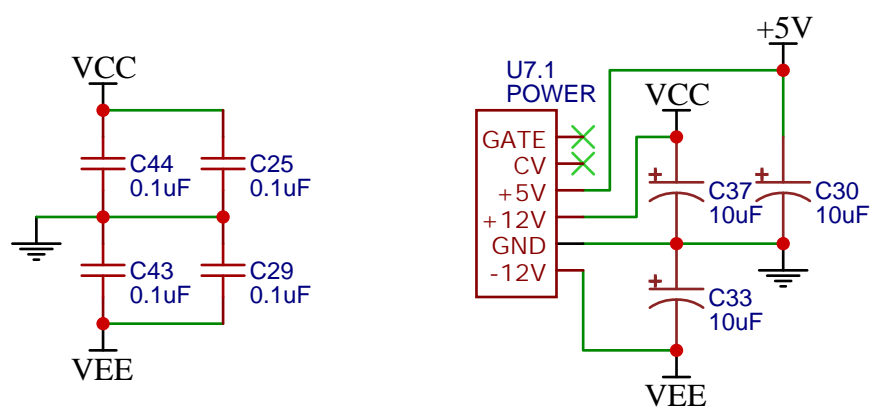 VCC
C44
0.1uF
C25
0.1uF
C43
0.1uF
C29
0.1uF
VEE
+5V
U7.1
POWER
VCC
GATE
CV
+5V
+12V
GND
-12V
+
C37
10uF
+
C30
10uF
+
C33
10uF
VEE